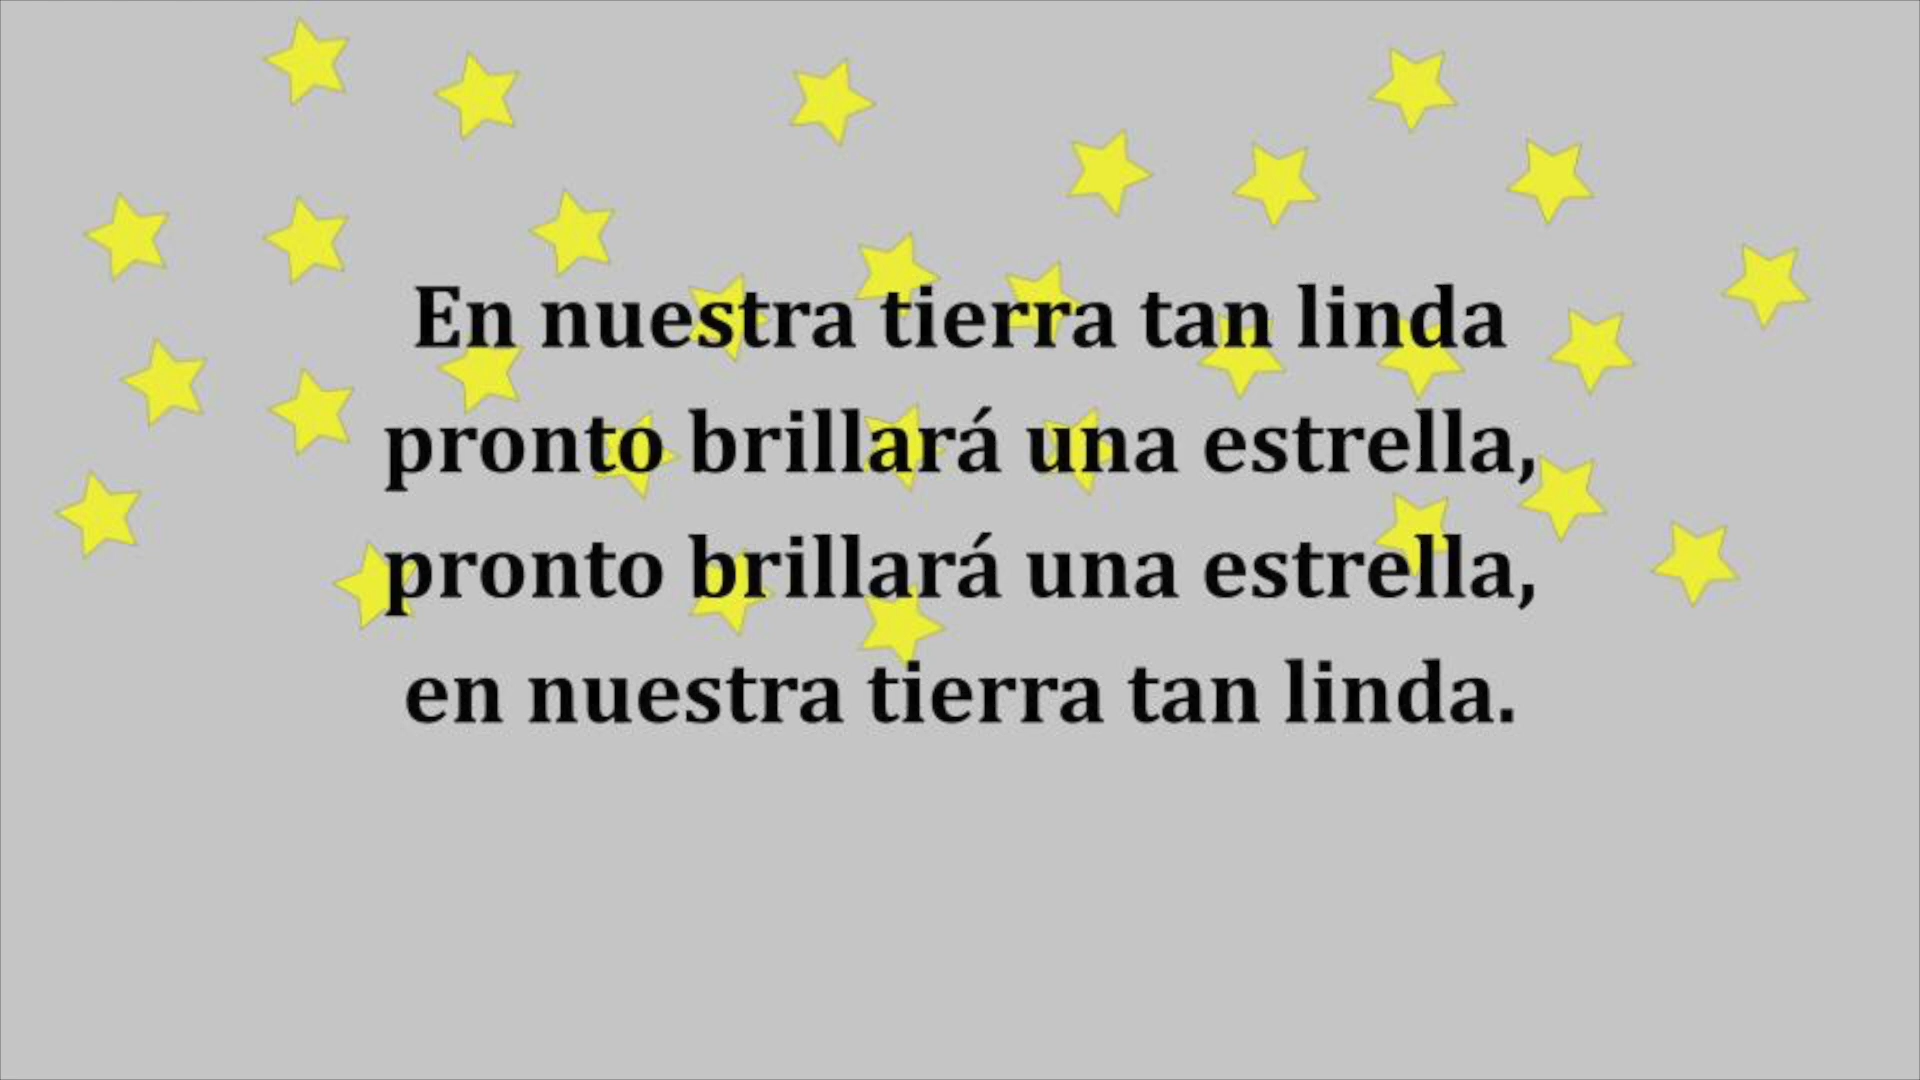 En nuestra tierra tan linda
pronto brillará una estrella,
pronto brillará una estrella,
en nuestra tierra tan linda.